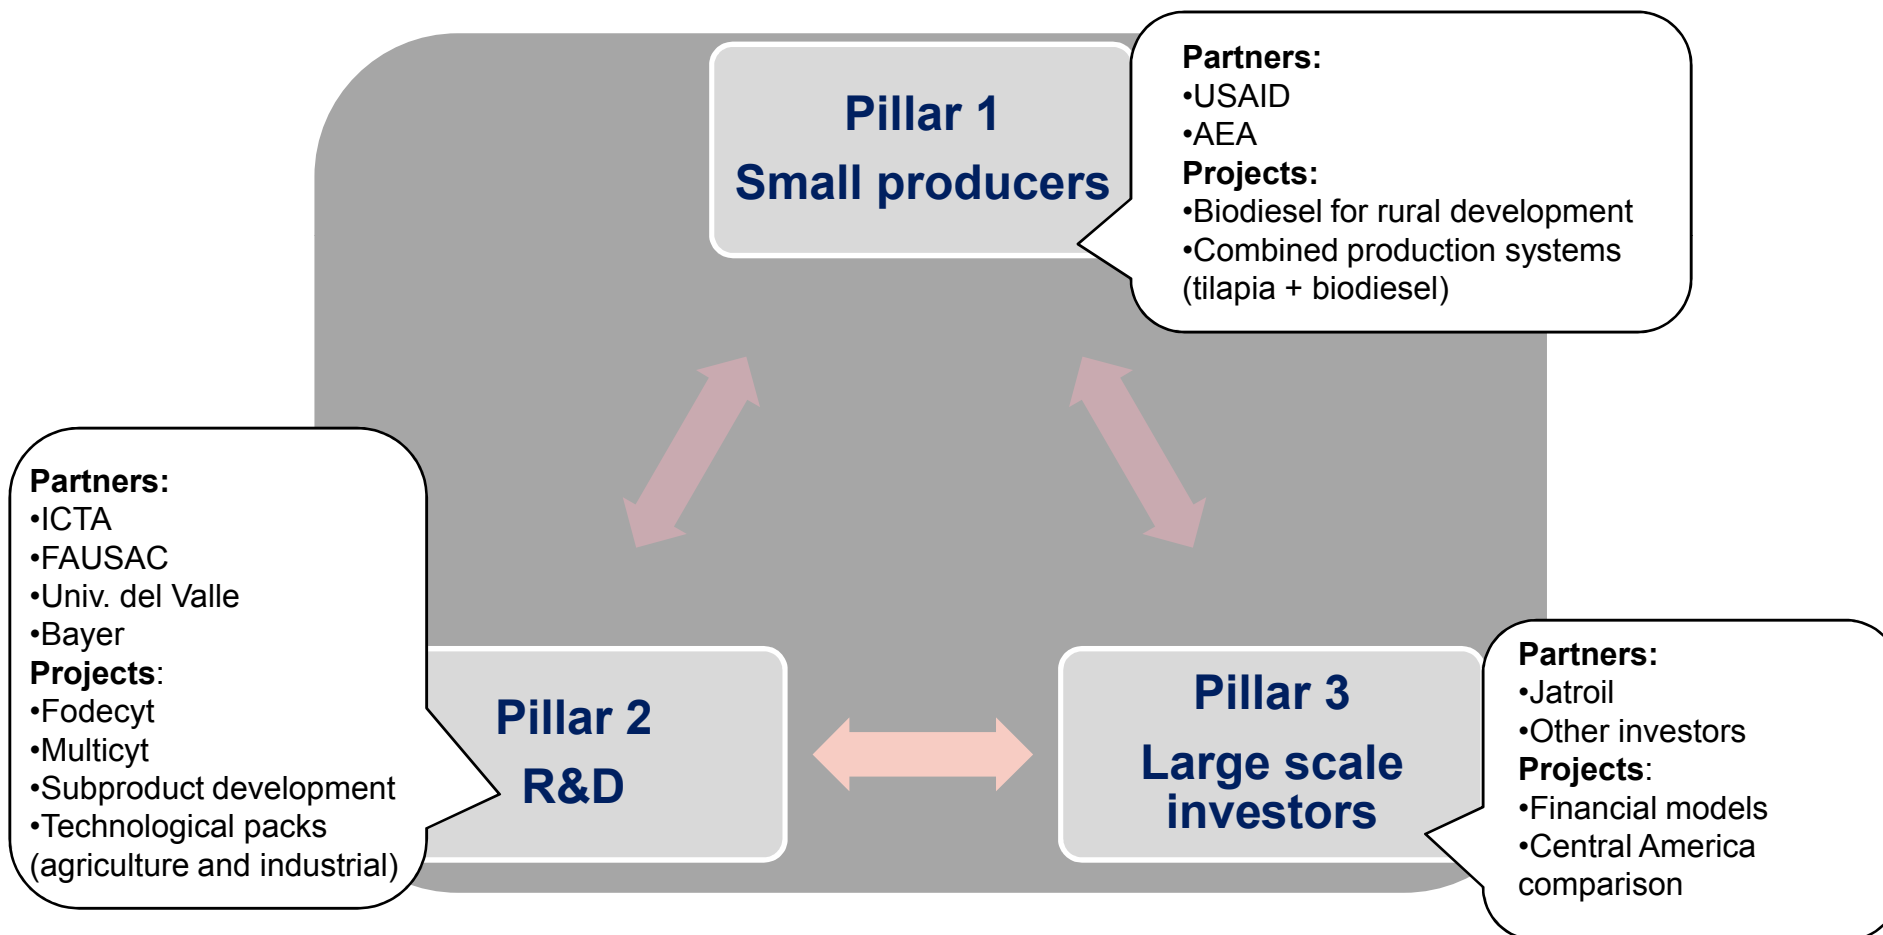 Pillar 1
Small producers
Partners:
•USAID
•AEA
Projects:
•Biodiesel for rural development
•Combined production systems
(tilapia + biodiesel)
Partners:
•ICTA
•FAUSAC
•Univ. del Valle
•Bayer
Projects:
•Fodecyt
•Multicyt
•Subproduct development
•Technological packs
(agriculture and industrial)
Pillar 2
R&D
Pillar 3
Large scale
investors
Partners:
•Jatroil
•Other investors
Projects:
•Financial models
•Central America
comparison